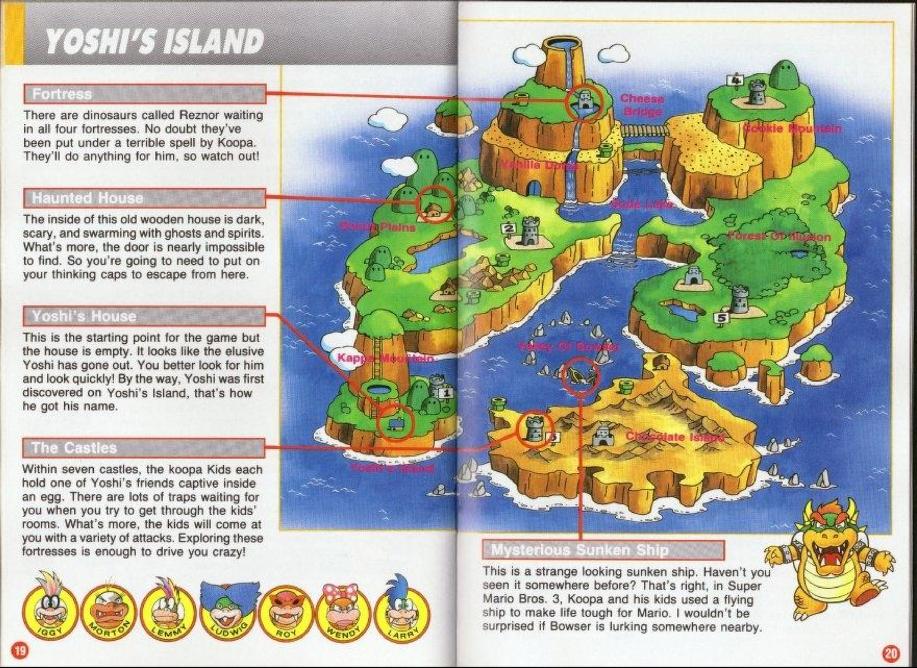 YOSHI'S ISLAND
Fortress
There are dinosaurs called Reznor waiting
in all four fortresses. No doubt they've
been put under a terrible spell by Koopa.
They'll do anything for him, so watch out!
Haunted House
The inside of this old wooden house is dark,
scary, and swarming with ghosts and spirits.
What's more, the door is nearly impossible
to find. So you're going to need to put on
your thinking caps to escape from here.
Yoshi's House
This is the starting point for the game but
the house is empty. It looks like the elusive
Yoshi has gone out. You better look for him
and look quickly! By the way, Yoshi was first
discovered on Yoshi's Island, that's how
he got his name.
The Castles
Within seven castles, the koopa Kids each
hold one of Yoshi's friends captive inside
an egg. There are lots of traps waiting for
you when you try to get through the kids'
rooms. What's more, the kids will come at
you with a variety of attacks. Exploring these
fortresses is enough to drive you crazy!
IGGY
MORTON
LEMMY
LUDWIG
ROY
WENDY
LARRY
19
Cheese
Bridge
4
Cookie Mountain
Vanilla Dome
Soda Lake
Donut Plains
2
Forest Of Illusion
5
Valley Of Bowser
Kappa Mountain
1
3
Chocolate Island
Yoshi's Island
Mysterious Sunken Ship
This is a strange looking sunken ship. Haven't you
seen it somewhere before? That's right, in Super
Mario Bros. 3, Koopa and his kids used a flying
ship to make life tough for Mario. I wouldn't be
surprised if Bowser is lurking somewhere nearby.
20